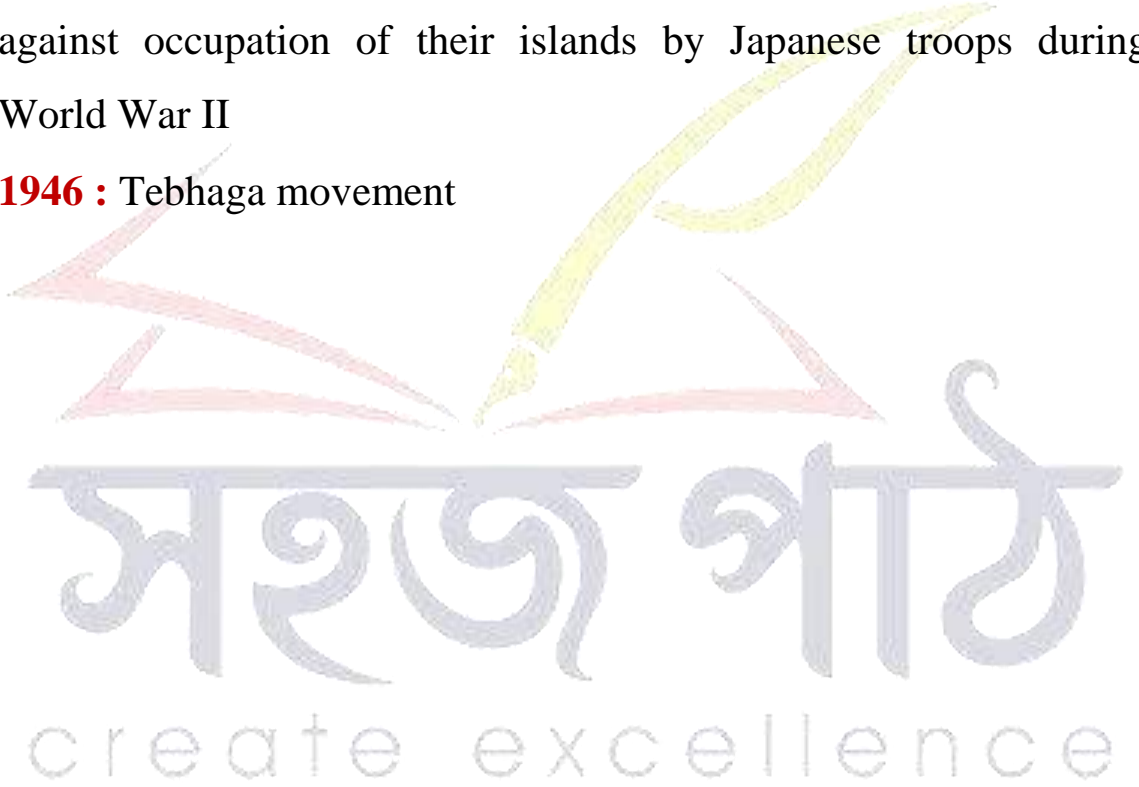 against occupation of their islands by Japanese troops during
World War II
1946 : Tebhaga movement
সহজ পাঠ
create excellence